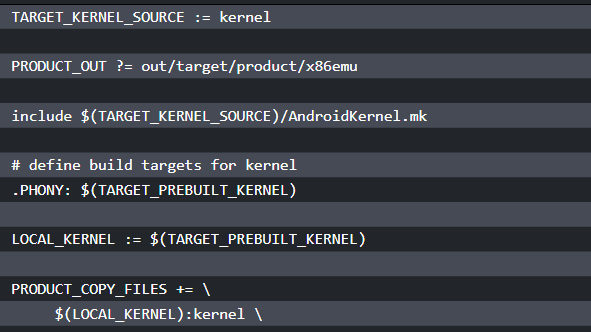 TARGET_KERNEL_SOURCE := kernel
PRODUCT_OUT ?= out/target/product/x86emu
include $(TARGET_KERNEL_SOURCE)/AndroidKernel.mk
# define build targets for kernel
.PHONY: $(TARGET_PREBUILT_KERNEL)
LOCAL_KERNEL := $(TARGET_PREBUILT_KERNEL)
PRODUCT_COPY_FILES += \
$(LOCAL_KERNEL):kernel \